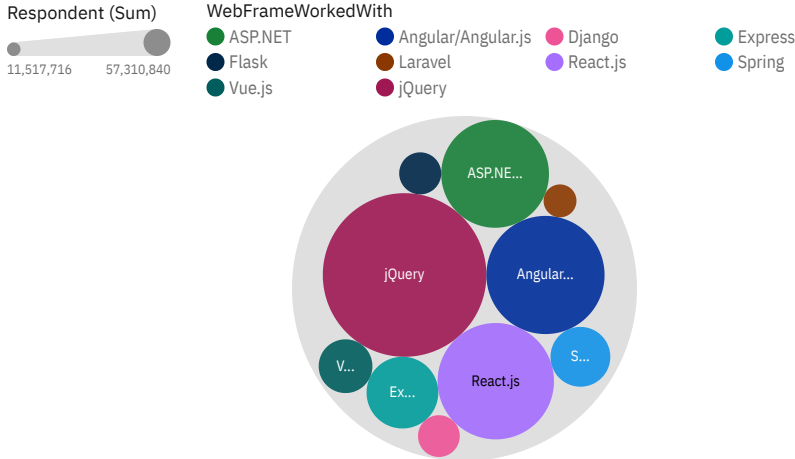 Respondent (Sum)
11,517,716 57,310,840
WebFrameWorkedWith
ASP.NET Angular/Angular.js Django Express
Flask Laravel React.js Spring
Vue.js jQuery
ASP.NE...
jQuery
Angular...
S...
V...
React.js
Ex...